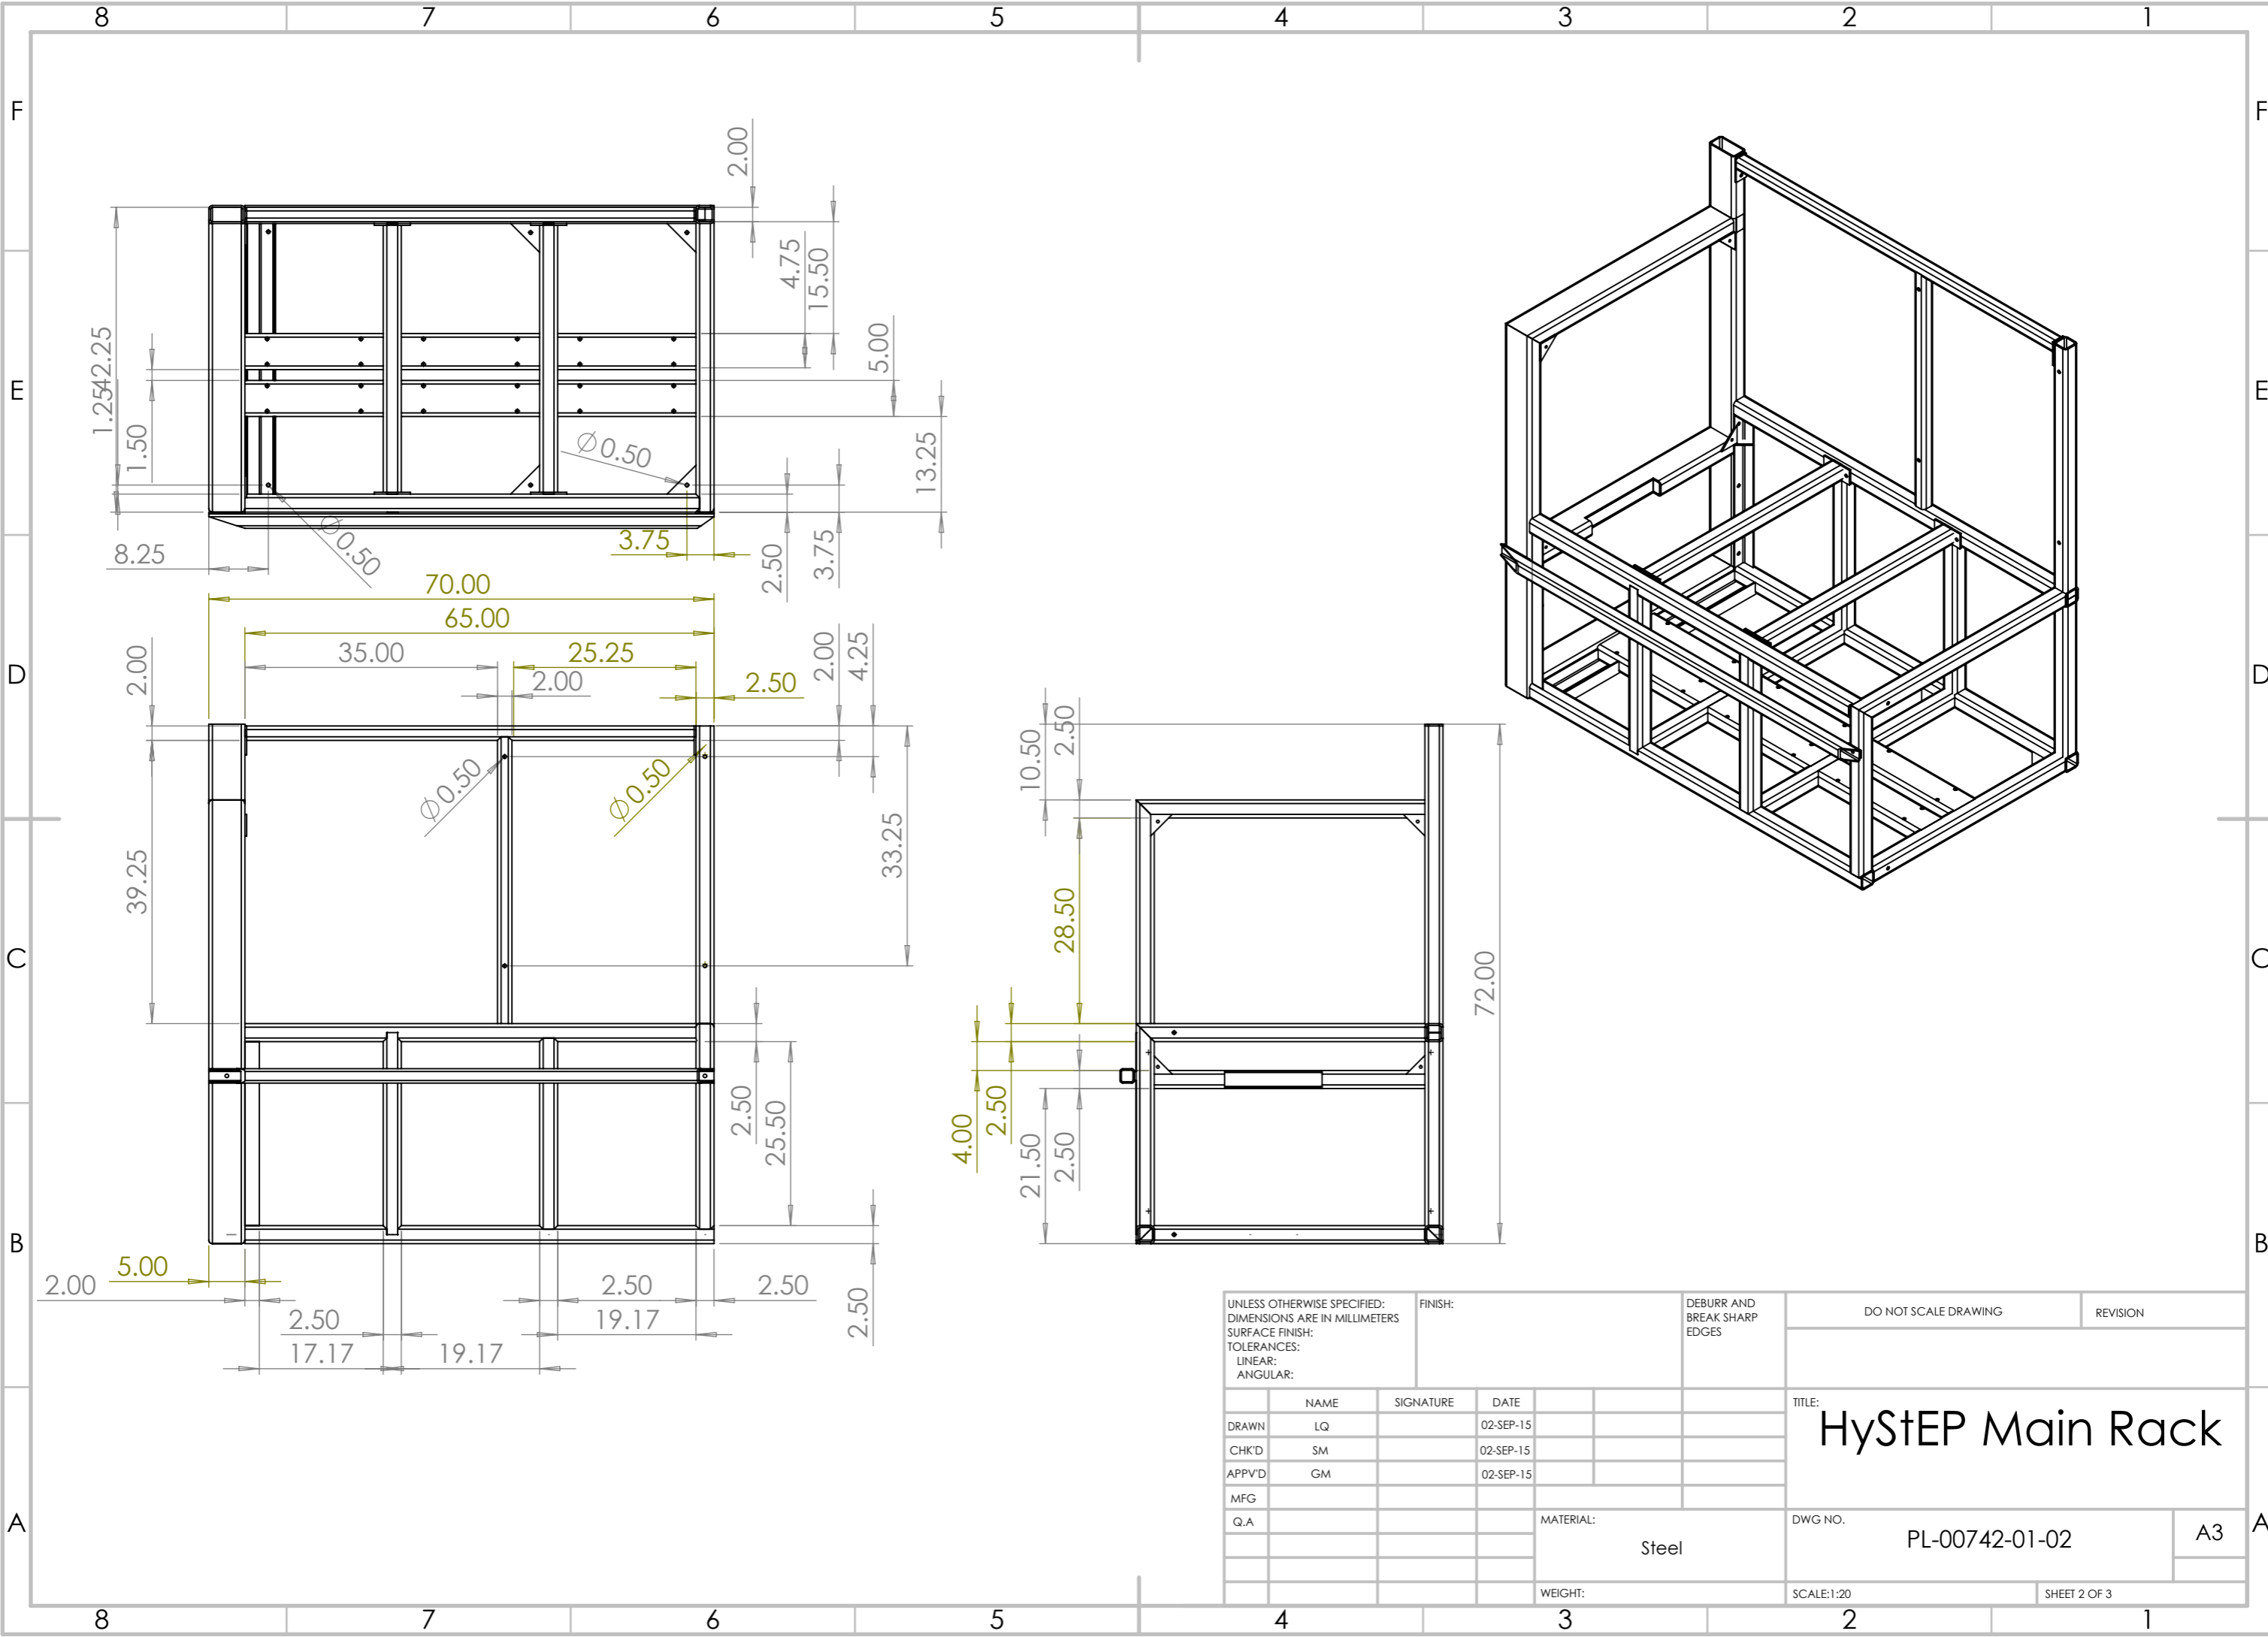 8 7 6 5 4 3 2 1
F F
E E
D D
C C
B B
A A
2.00
4.75
15.50
42.25
1.25
1.50
5.00
13.25
Ø0.50
Ø0.50
8.25
3.75
2.50
3.75
70.00
65.00
35.00
25.25
2.00
2.50
2.00
2.00
4.25
Ø0.50
Ø0.50
39.25
33.25
2.50
25.50
5.00
2.00
2.50
2.50
2.50
17.17
19.17
19.17
2.50
10.50
2.50
28.50
72.00
4.00
2.50
21.50
2.50
UNLESS OTHERWISE SPECIFIED:
DIMENSIONS ARE IN MILLIMETERS
SURFACE FINISH:
TOLERANCES:
LINEAR:
ANGULAR:
FINISH:
DEBURR AND
BREAK SHARP
EDGES
DO NOT SCALE DRAWING
REVISION
NAME SIGNATURE DATE
DRAWN LQ 02-SEP-15
CHK'D SM 02-SEP-15
APPV'D GM 02-SEP-15
MFG
Q.A
TITLE:
HyStEP Main Rack
MATERIAL:
Steel
DWG NO.
PL-00742-01-02
A3
WEIGHT:
SCALE:1:20
SHEET 2 OF 3
8 7 6 5 4 3 2 1